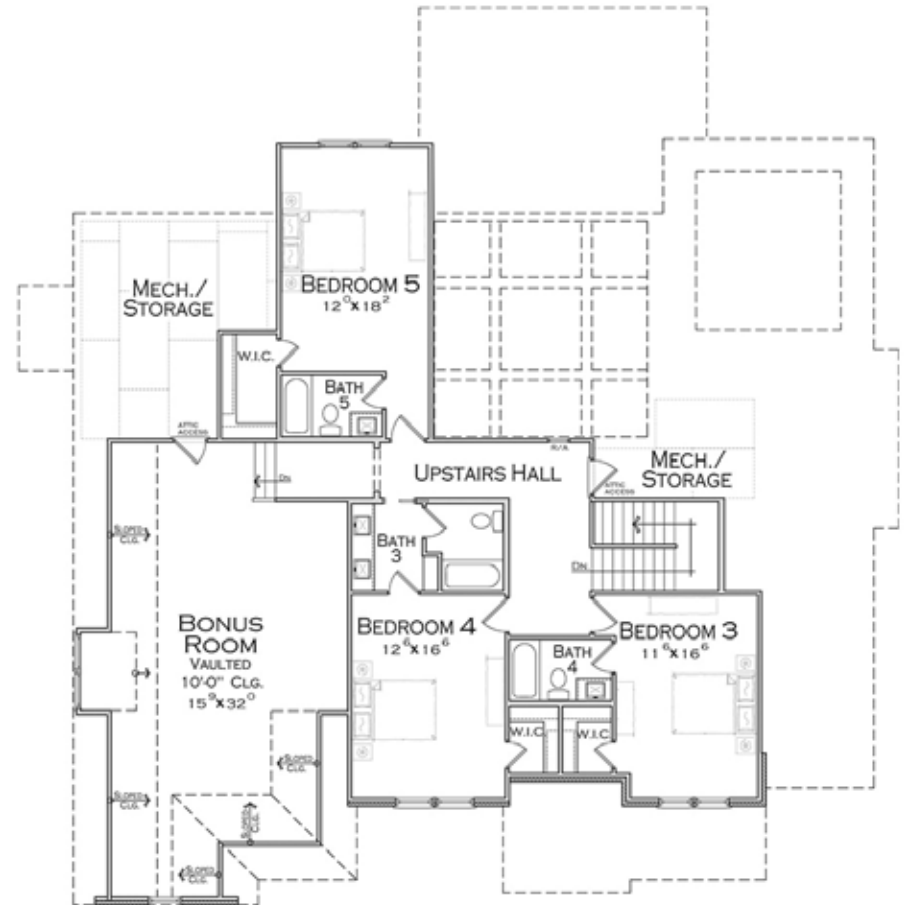 BEDROOM 5
12⁰x18²
MECH./
STORAGE
W.I.C.
BATH
5
ATTIC
ACCESS
DN
UPSTAIRS HALL
R/A
MECH./
STORAGE
ATTIC
ACCESS
SLOPED
CLG.
BATH
3
DN
BONUS
ROOM
VAULTED
10'-0" CLG.
15⁹x32⁰
BEDROOM 4
12⁶x16⁶
BATH
4
BEDROOM 3
11⁶x16⁶
W.I.C.
W.I.C.
SLOPED
CLG.
SLOPED
CLG.
SLOPED
CLG.
SLOPED
CLG.